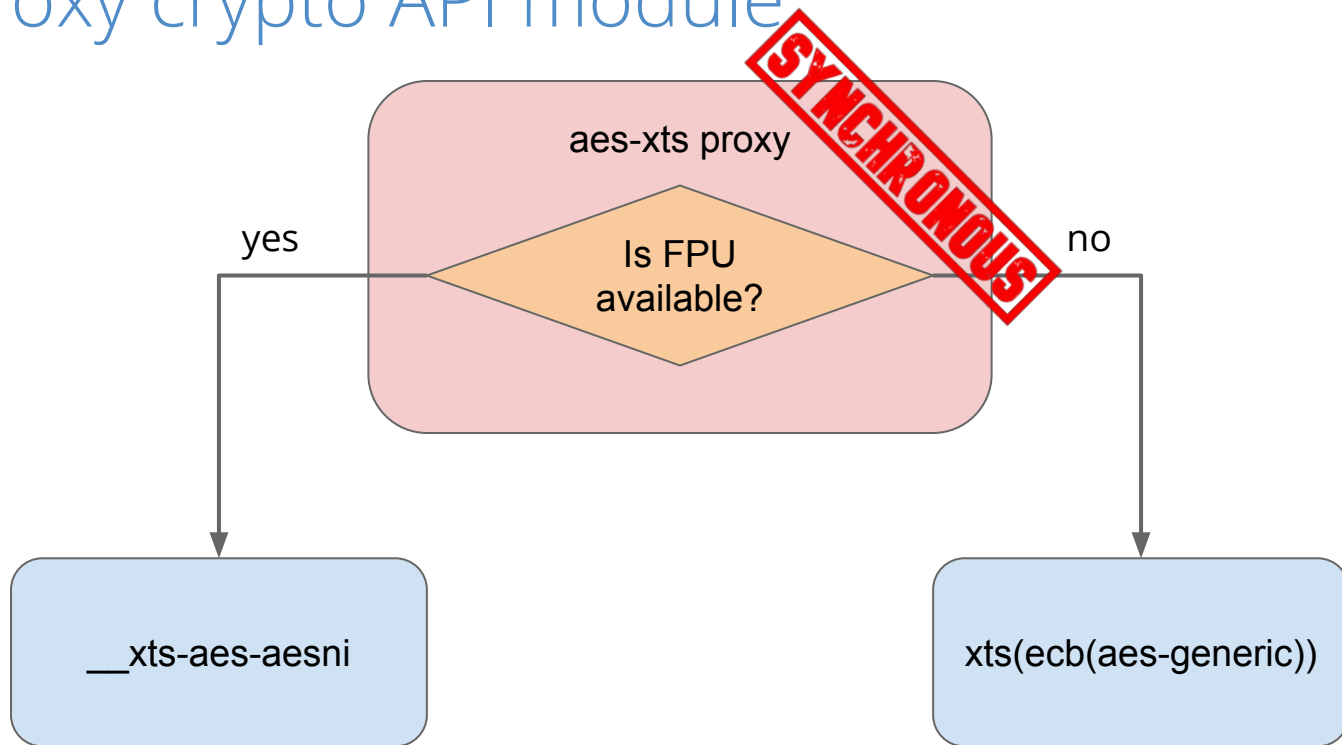 oxy crypto API module
SYNCHRONOUS
aes-xts proxy
yes
Is FPU
available?
no
__xts-aes-aesni
xts(ecb(aes-generic))